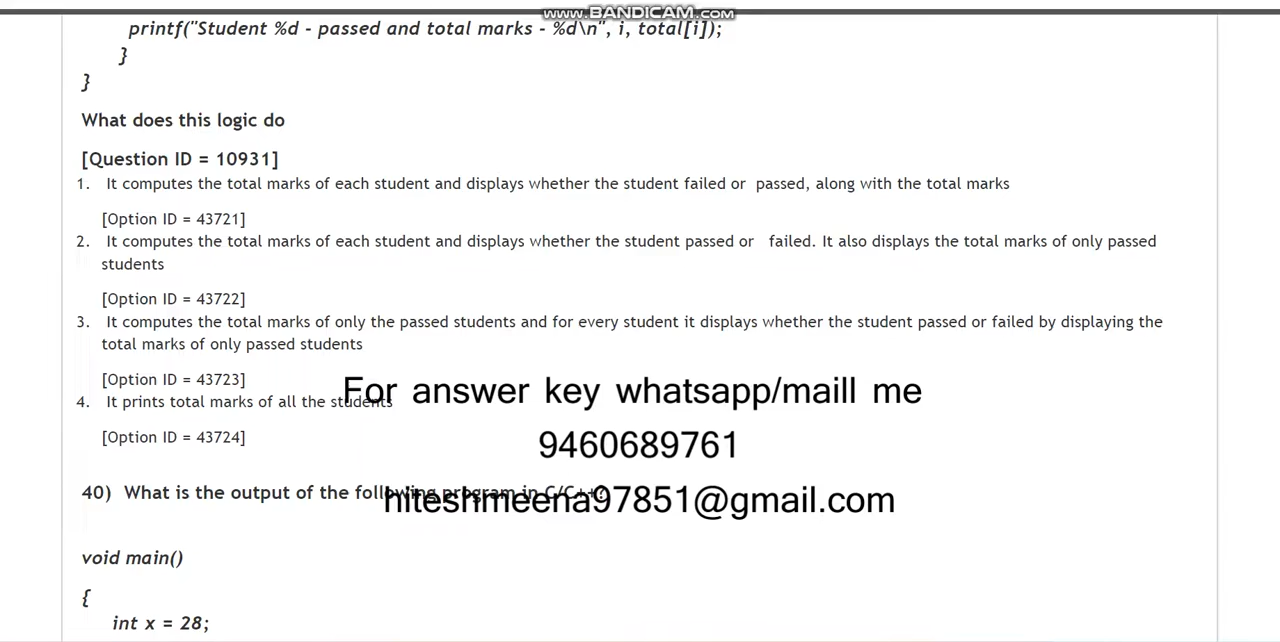 www.BANDICAM.com
printf("Student %d - passed and total marks - %d\n", i, total[i]);
}
}
What does this logic do
[Question ID = 10931]
1. It computes the total marks of each student and displays whether the student failed or passed, along with the total marks
[Option ID = 43721]
2. It computes the total marks of each student and displays whether the student passed or failed. It also displays the total marks of only passed
students
[Option ID = 43722]
3. It computes the total marks of only the passed students and for every student it displays whether the student passed or failed by displaying the
total marks of only passed students
[Option ID = 43723]
For answer key whatsapp/maill me
4. It prints total marks of all the students
[Option ID = 43724]
9460689761
40) What is the output of the following program in C/C++?
hiteshmeena97851@gmail.com
void main()
{
int x = 28;